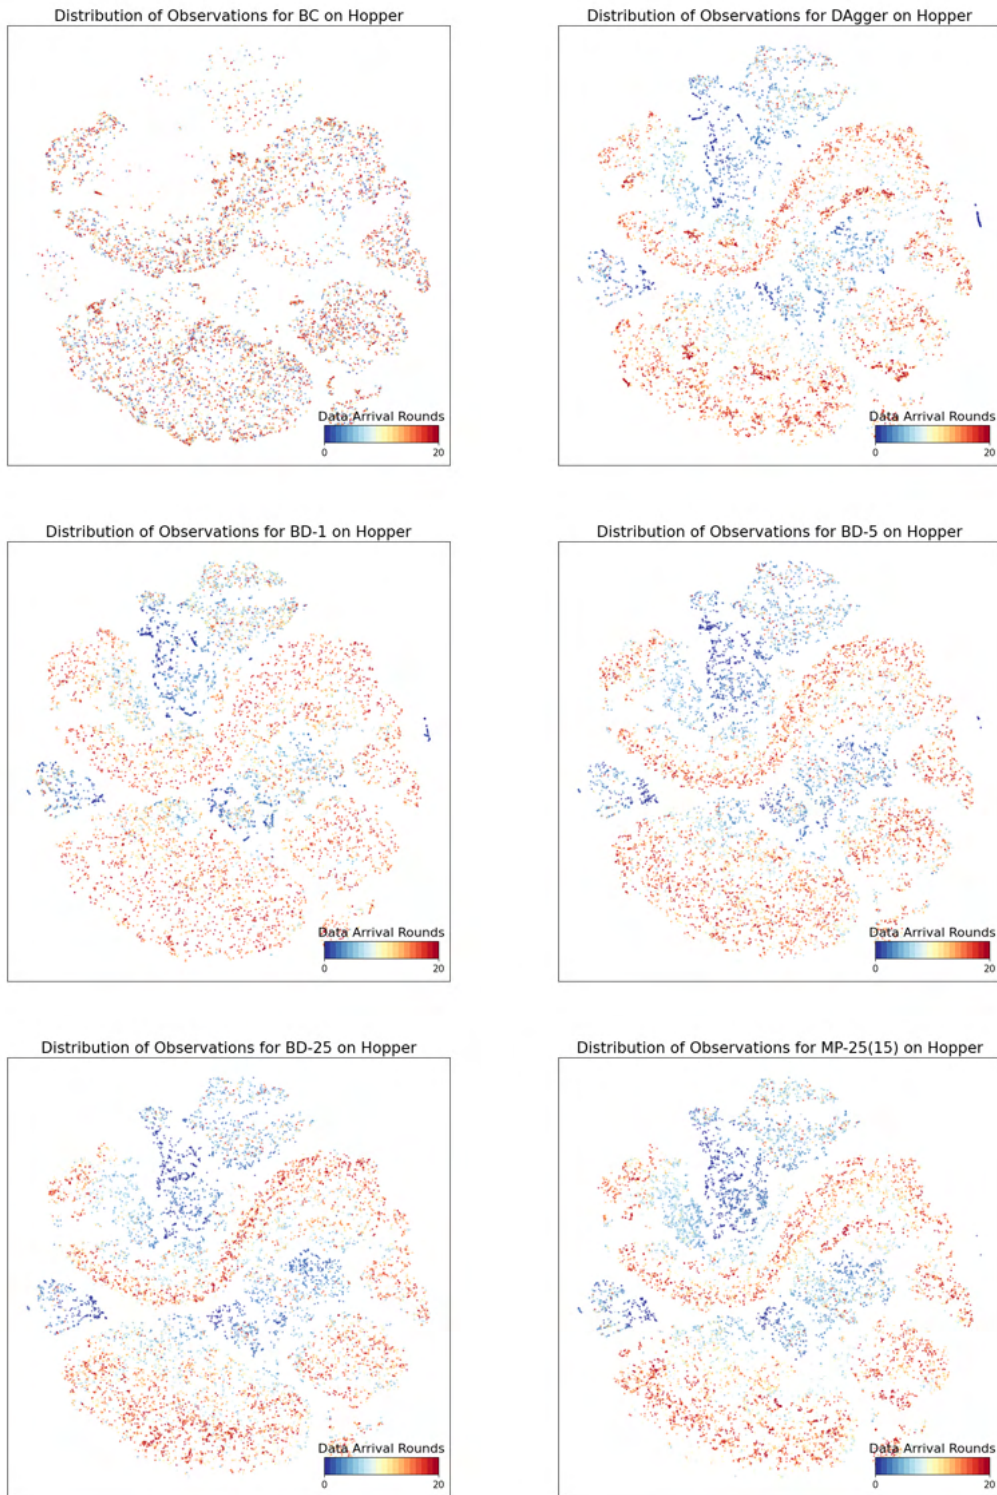 Distribution of Observations for BC on Hopper
Data Arrival Rounds
0 20
Distribution of Observations for DAgger on Hopper
Data Arrival Rounds
0 20
Distribution of Observations for BD-1 on Hopper
Data Arrival Rounds
0 20
Distribution of Observations for BD-5 on Hopper
Data Arrival Rounds
0 20
Distribution of Observations for BD-25 on Hopper
Data Arrival Rounds
0 20
Distribution of Observations for MP-25(15) on Hopper
Data Arrival Rounds
0 20